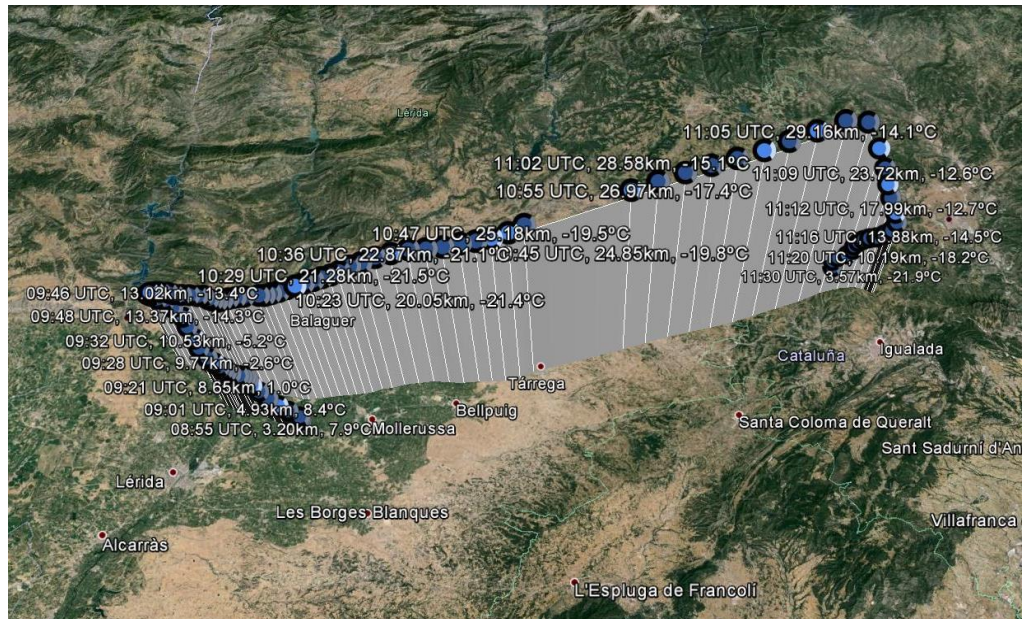 Lérida
11:05 UTC, 29.16km, -14.1ºC
11:02 UTC, 28.58km, -15.1ºC
11:09 UTC, 23.72km, -12.6ºC
10:55 UTC, 26.97km, -17.4ºC
11:12 UTC, 17.99km, -12.7ºC
10:47 UTC, 25.18km, -19.5ºC
11:16 UTC, 13.88km, -14.5ºC
10:36 UTC, 22.87km, -21.1ºC
:45 UTC, 24.85km, -19.8ºC
11:20 UTC, 10.19km, -18.2ºC
10:29 UTC, 21.28km, -21.5ºC
11:30 UTC, 3.57km, -21.9ºC
09:46 UTC, 13.02km, -13.4ºC
10:23 UTC, 20.05km, -21.4ºC
09:48 UTC, 13.37km, -14.3ºC
Balaguer
09:32 UTC, 10.53km, -5.2ºC
Igualada
Cataluña
09:28 UTC, 9.77km, -2.6ºC
Tárrega
09:21 UTC, 8.65km, 1.0ºC
09:01 UTC, 4.93km, 8.4ºC
Bellpuig
08:55 UTC, 3.20km, 7.9ºC
Mollerussa
Santa Coloma de Queralt
Sant Sadurní d'An
Lérida
Les Borges Blanques
Villafranca
Alcarràs
L'Espluga de Francolí